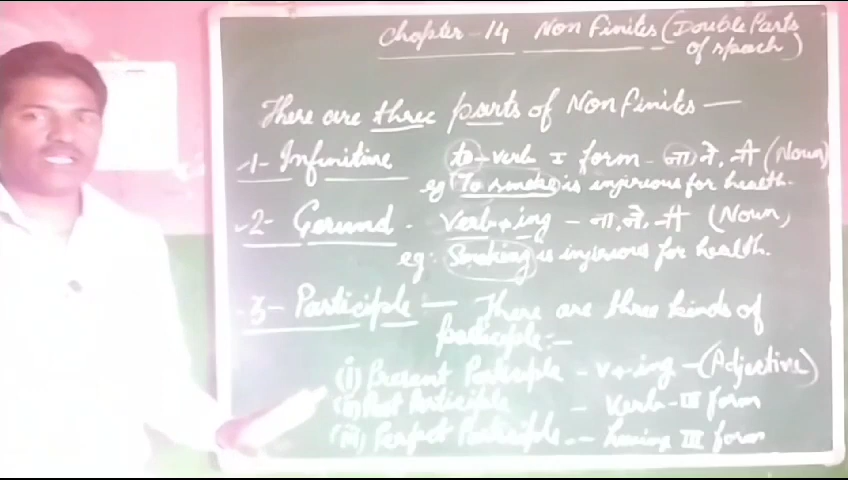 Chapter - 14 Non Finites (Double Parts
of speach)
There are three parts of Non finites —
1- Infinitive to + verb I form - ना, ने, नी (Noun)
eg To smoke is injirious for health.
2- Gerund - verb + ing - ना, ने, नी (Noun)
eg: Smoking is injirious for health.
3- Participle — There are three kinds of
participle:-
(i) Present Participle - v + ing - (Adjective)
(ii) Past Participle - verb - III form
(iii) Perfect Participle - having III form